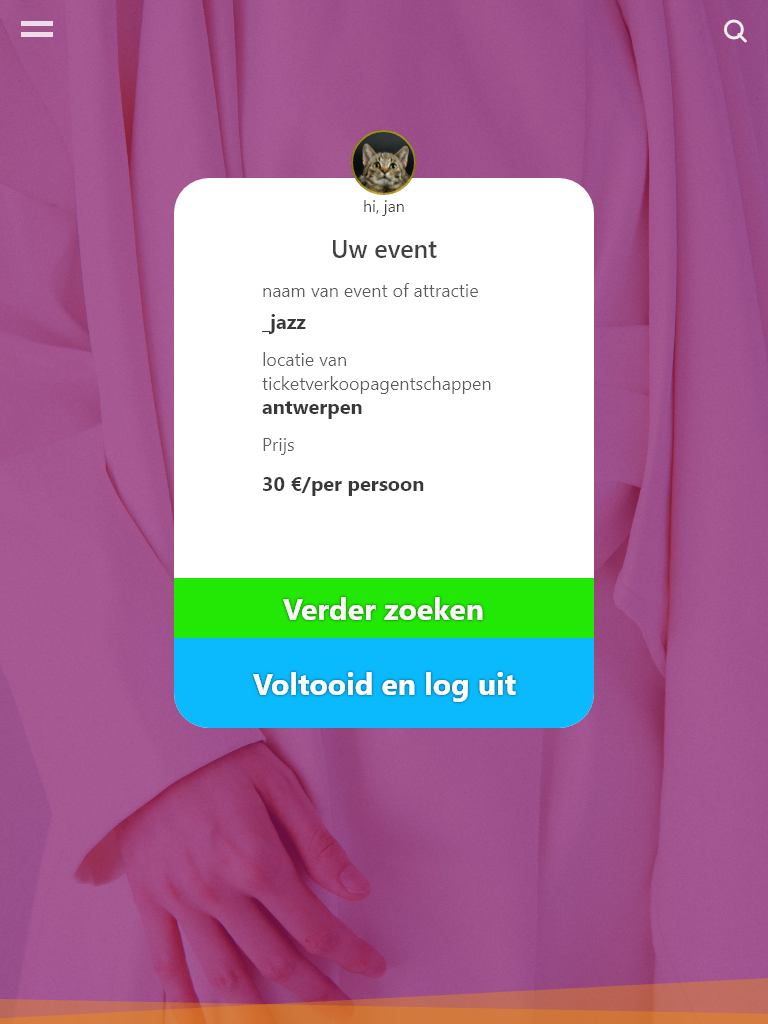 hi, jan
Uw event
naam van event of attractie
_jazz
locatie van
ticketverkoopagentschappen
antwerpen
Prijs
30 €/per persoon
Verder zoeken
Voltooid en log uit